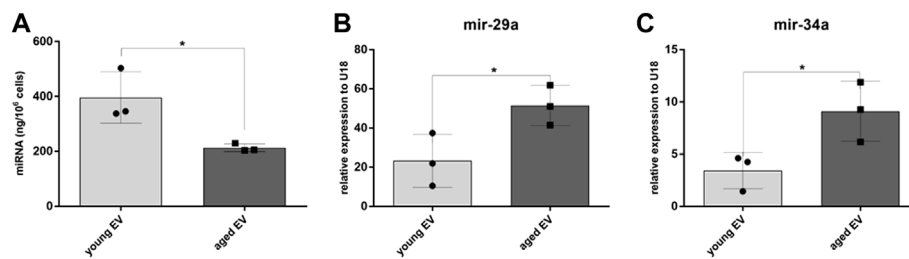 A
miRNA (ng/10⁶ cells)
600
400
200
0
*
young EV
aged EV
B
mir-29a
relative expression to U18
80
60
40
20
0
*
young EV
aged EV
C
mir-34a
relative expression to U18
15
10
5
0
*
young EV
aged EV